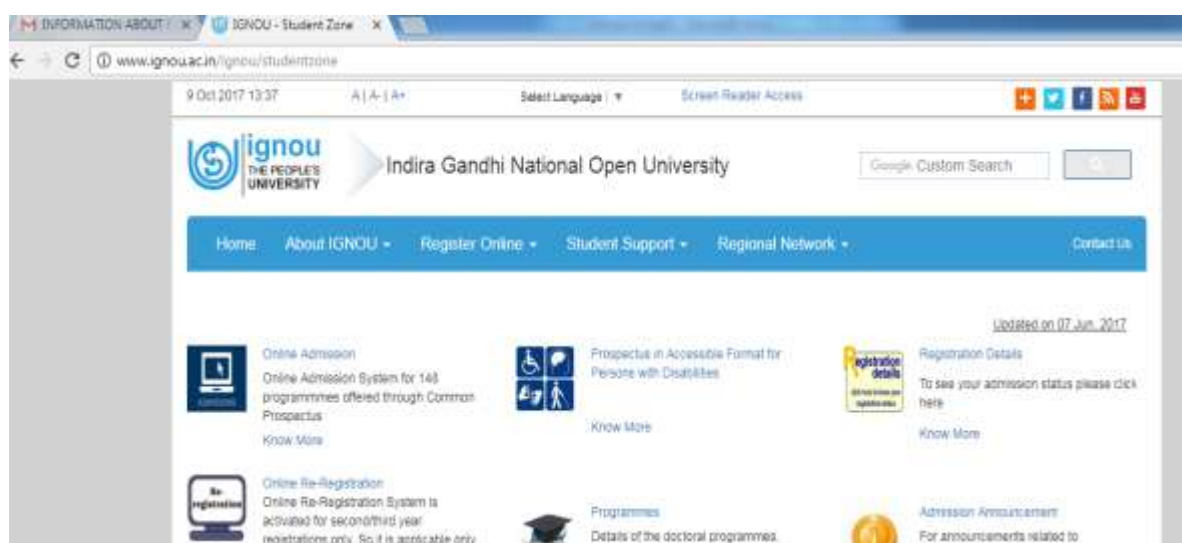 INFORMATION ABOUT
IGNOU - Student Zone
www.ignou.ac.in/ignou/studentzone
9 Oct 2017 13:37
A | A- | A+
Select Language ▼
Screen Reader Access
ignou
THE PEOPLE'S
UNIVERSITY
Indira Gandhi National Open University
Google Custom Search
Home About IGNOU Register Online Student Support Regional Network Contact Us
Updated on 07 Jun, 2017
Online Admission
Online Admission System for 146
programmmes offered through Common
Prospectus
Know More
Prospectus in Accessible Format for
Persons with Disabilities
Know More
Registration
details
Registration Details
To see your admission status please click
here
Know More
Re-
registration
Online Re-Registration
Online Re-Registration System is
activated for second/third year
registrations only. So it is applicable only
Programmes
Details of the doctoral programmes,
Admission Announcement
For announcements related to